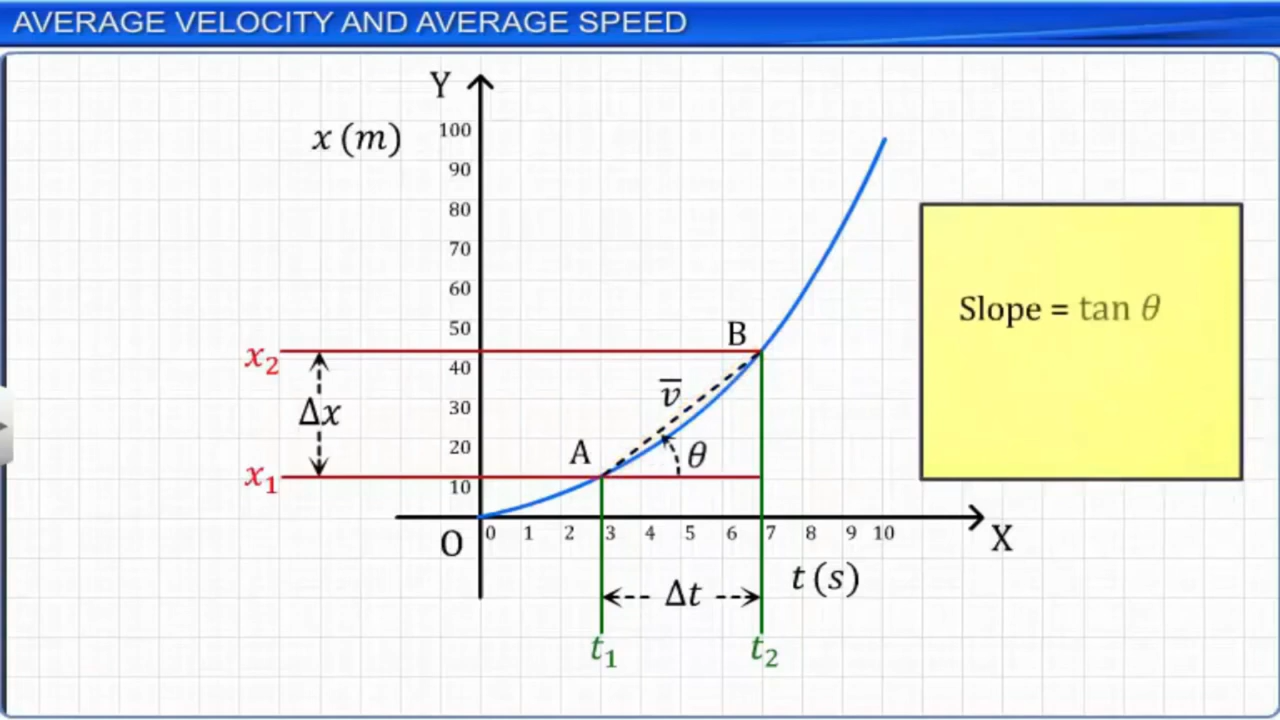 AVERAGE VELOCITY AND AVERAGE SPEED
Y
x (m)
100
90
80
70
60
50
40
30
20
10
Slope = tan θ
B
x₂
v̅
Δx
A
θ
x₁
O
0 1 2 3 4 5 6 7 8 9 10
X
t (s)
Δt
t₁
t₂